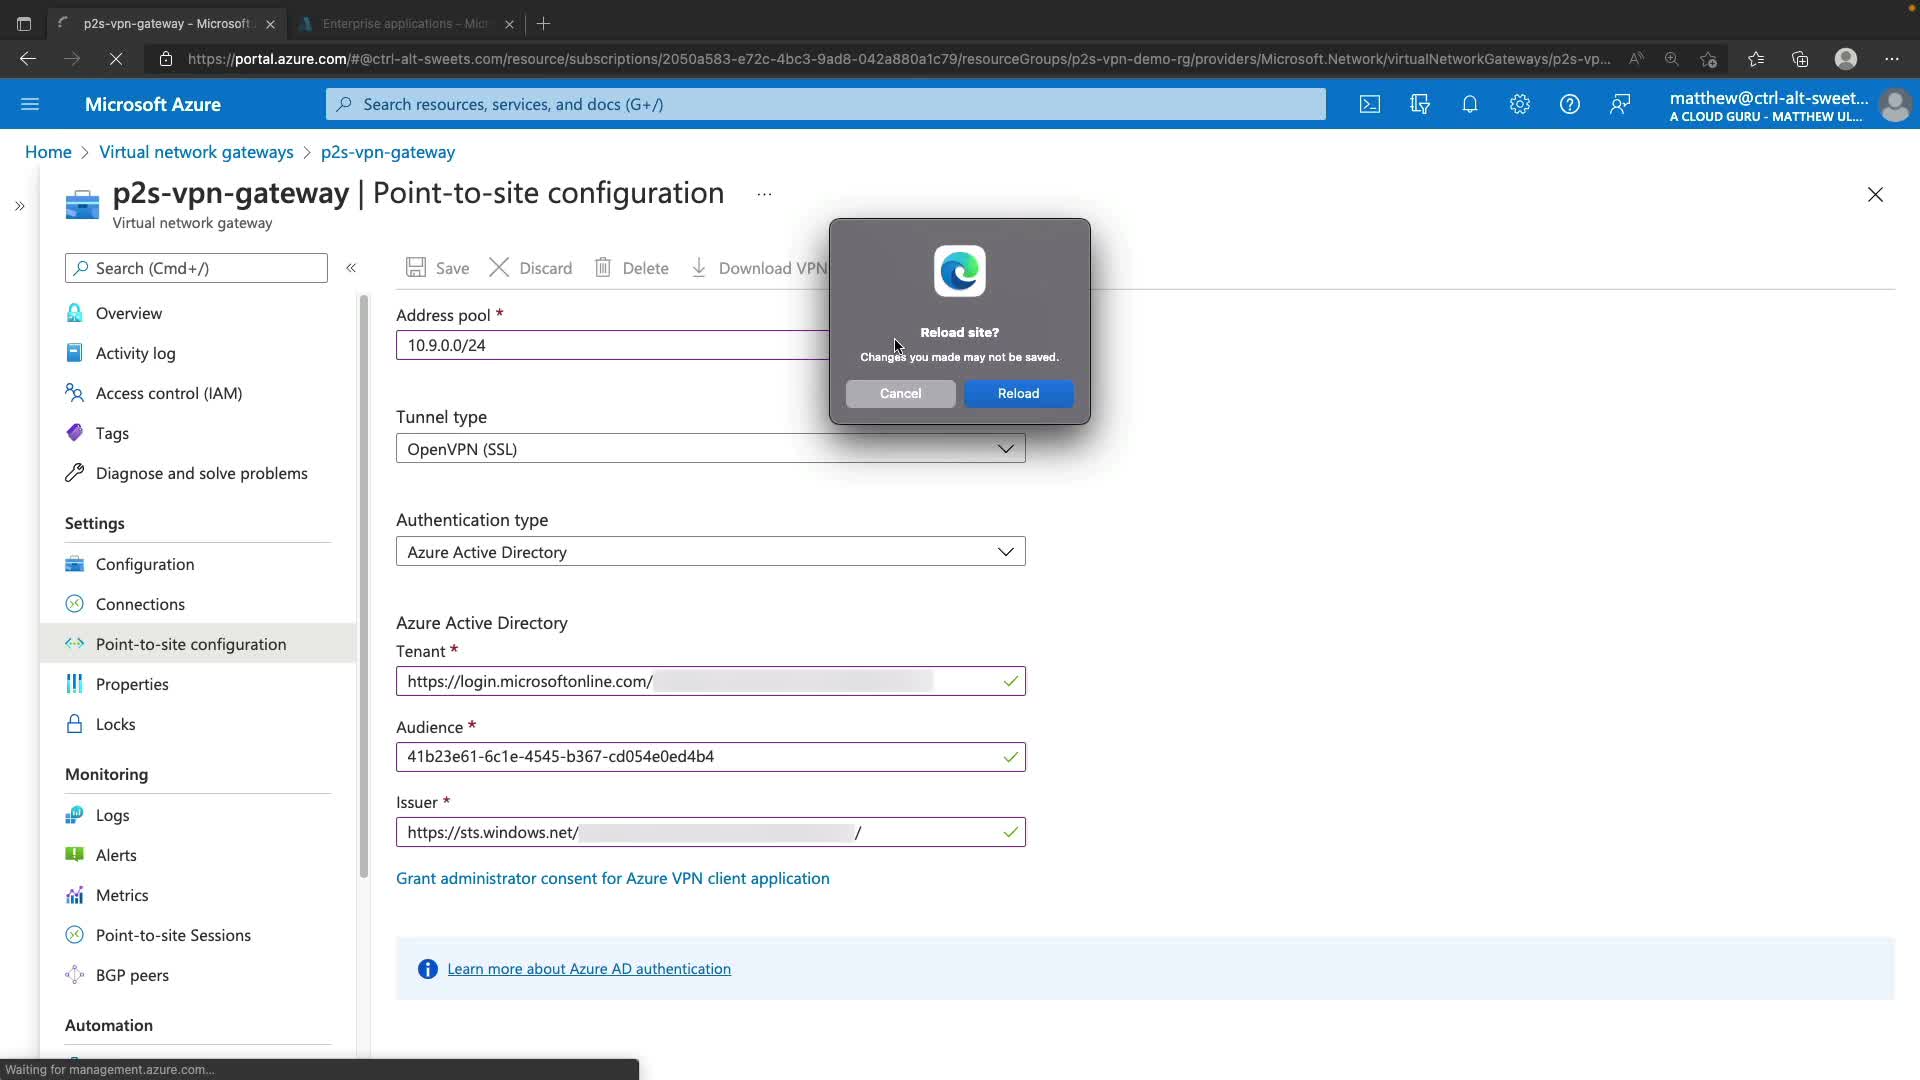 p2s-vpn-gateway - Microsoft
Enterprise applications - Micr
https://portal.azure.com/#@ctrl-alt-sweets.com/resource/subscriptions/2050a583-e72c-4bc3-9ad8-042a880a1c79/resourceGroups/p2s-vpn-demo-rg/providers/Microsoft.Network/virtualNetworkGateways/p2s-vp...
Microsoft Azure
Search resources, services, and docs (G+/)
matthew@ctrl-alt-sweet...
A CLOUD GURU - MATTHEW UL...
Home > Virtual network gateways > p2s-vpn-gateway
p2s-vpn-gateway | Point-to-site configuration ...
Virtual network gateway
Search (Cmd+/)
Save Discard Delete Download VPN
Overview
Activity log
Access control (IAM)
Tags
Diagnose and solve problems
Settings
Configuration
Connections
Point-to-site configuration
Properties
Locks
Monitoring
Logs
Alerts
Metrics
Point-to-site Sessions
BGP peers
Automation
Address pool *
10.9.0.0/24
Tunnel type
OpenVPN (SSL)
Authentication type
Azure Active Directory
Azure Active Directory
Tenant *
https://login.microsoftonline.com/
Audience *
41b23e61-6c1e-4545-b367-cd054e0ed4b4
Issuer *
https://sts.windows.net/ /
Grant administrator consent for Azure VPN client application
Learn more about Azure AD authentication
Reload site?
Changes you made may not be saved.
Cancel
Reload
Waiting for management.azure.com...